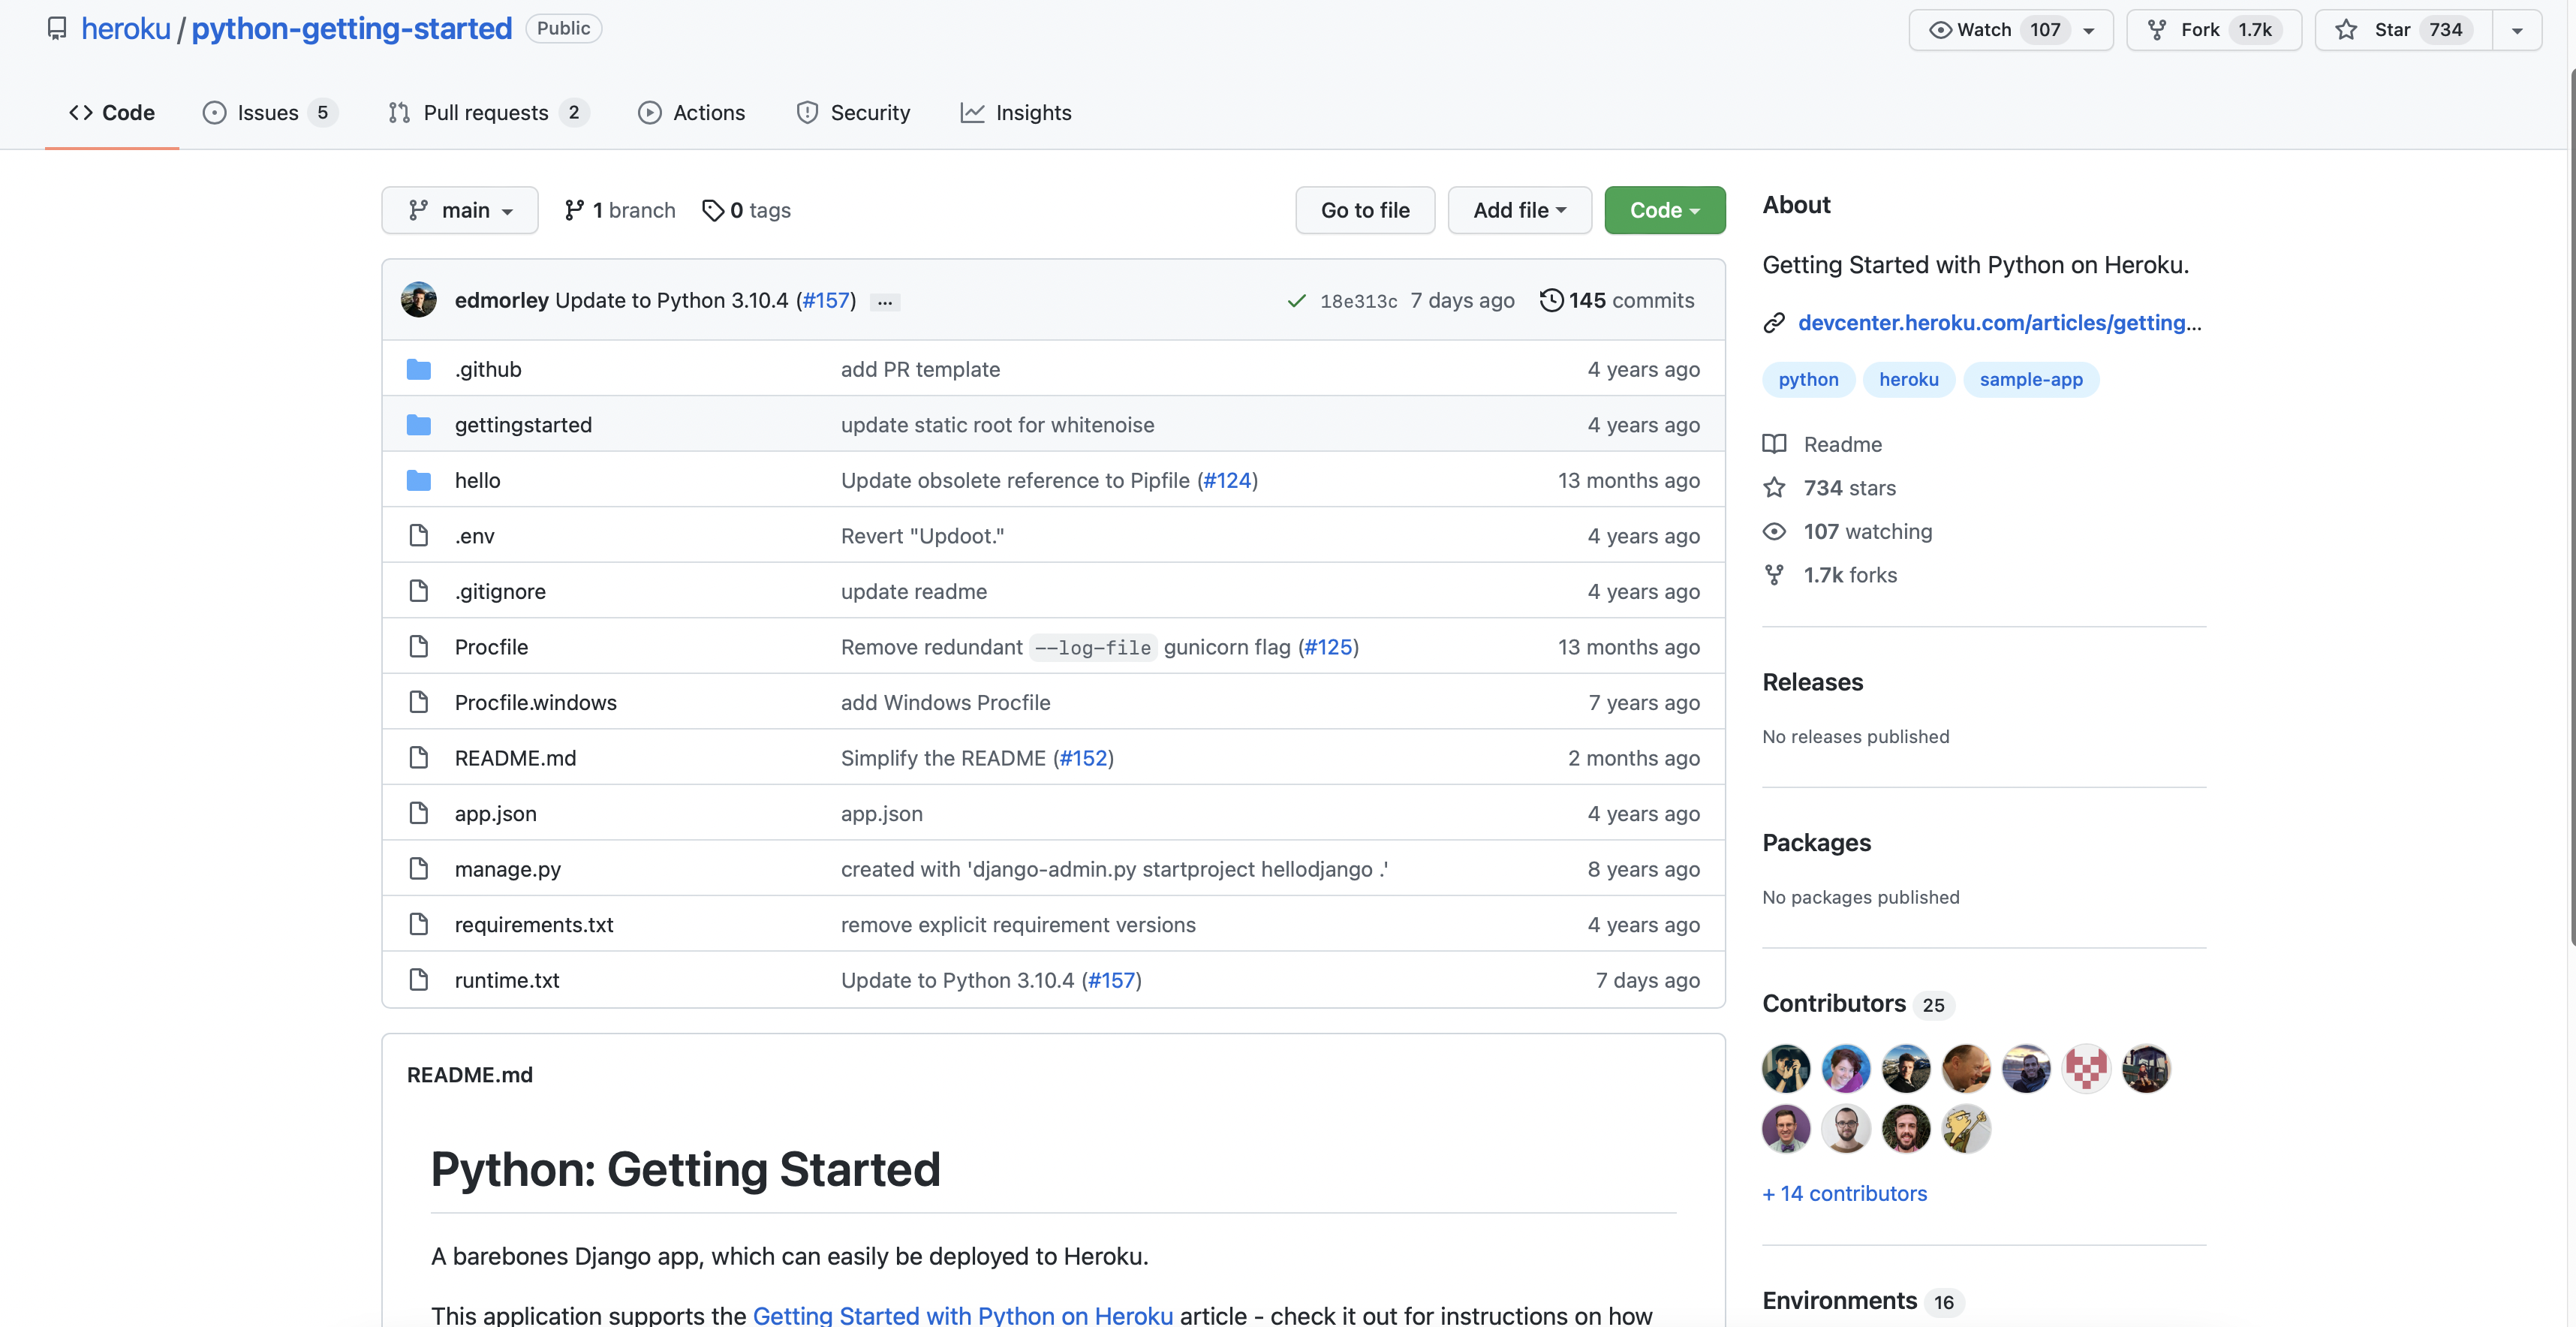 heroku / python-getting-started Public
Watch 107 Fork 1.7k Star 734
<> Code Issues 5 Pull requests 2 Actions Security Insights
main 1 branch 0 tags Go to file Add file Code
edmorley Update to Python 3.10.4 (#157) ... 18e313c 7 days ago 145 commits
.github add PR template 4 years ago
gettingstarted update static root for whitenoise 4 years ago
hello Update obsolete reference to Pipfile (#124) 13 months ago
.env Revert "Updoot." 4 years ago
.gitignore update readme 4 years ago
Procfile Remove redundant --log-file gunicorn flag (#125) 13 months ago
Procfile.windows add Windows Procfile 7 years ago
README.md Simplify the README (#152) 2 months ago
app.json app.json 4 years ago
manage.py created with 'django-admin.py startproject hellodjango .' 8 years ago
requirements.txt remove explicit requirement versions 4 years ago
runtime.txt Update to Python 3.10.4 (#157) 7 days ago
README.md
Python: Getting Started
A barebones Django app, which can easily be deployed to Heroku.
This application supports the Getting Started with Python on Heroku article - check it out for instructions on how
About
Getting Started with Python on Heroku.
devcenter.heroku.com/articles/getting...
python heroku sample-app
Readme
734 stars
107 watching
1.7k forks
Releases
No releases published
Packages
No packages published
Contributors 25
+ 14 contributors
Environments 16